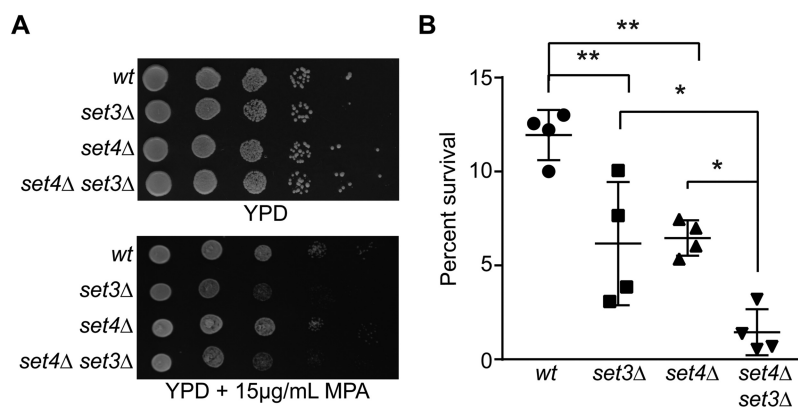 A
wt
set3Δ
set4Δ
set4Δ set3Δ
YPD
wt
set3Δ
set4Δ
set4Δ set3Δ
YPD + 15µg/mL MPA
B
**
**
*
*
Percent survival
15
10
5
0
wt
set3Δ
set4Δ
set4Δ
set3Δ